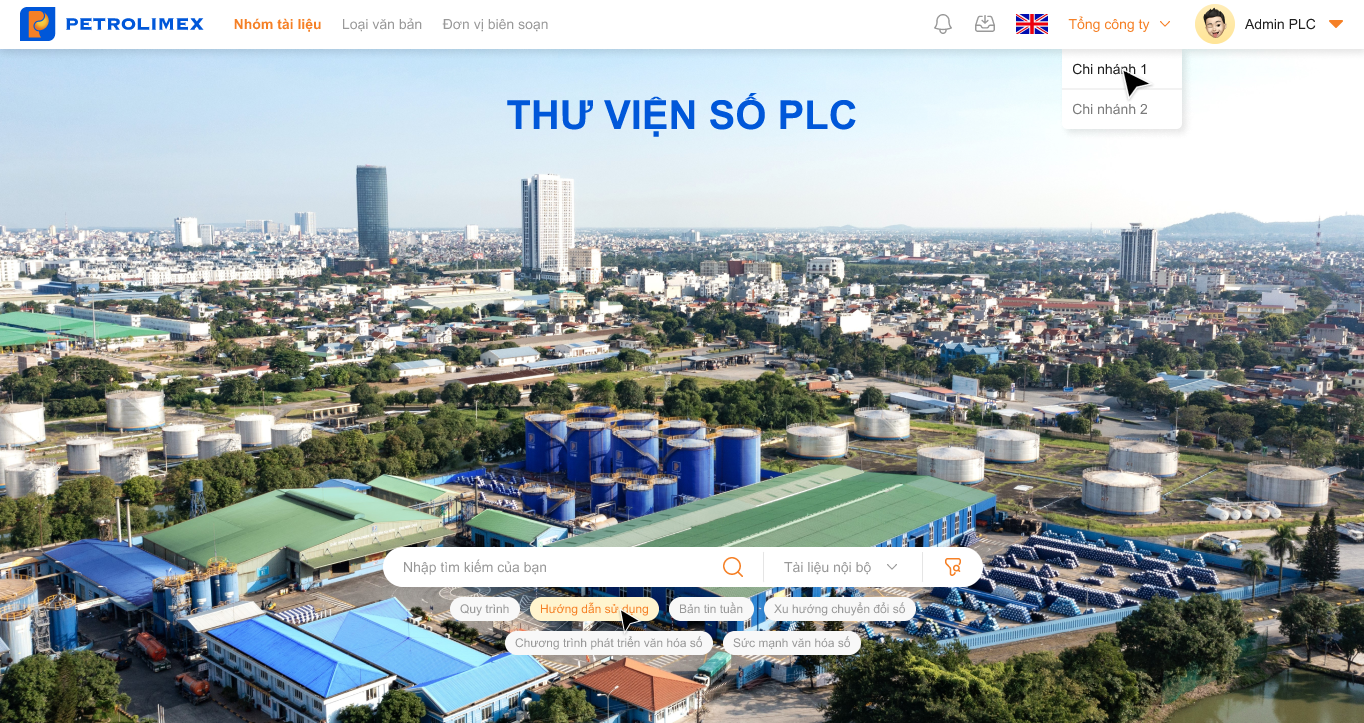 PETROLIMEX
Nhóm tài liệu
Loại văn bản
Đơn vị biên soạn
Tổng công ty
Admin PLC
Chi nhánh 1
Chi nhánh 2
THƯ VIỆN SỐ PLC
Nhập tìm kiếm của bạn
Tài liệu nội bộ
Quy trình
Hướng dẫn sử dụng
Bản tin tuần
Xu hướng chuyển đổi số
Chương trình phát triển văn hóa số
Sức mạnh văn hóa số